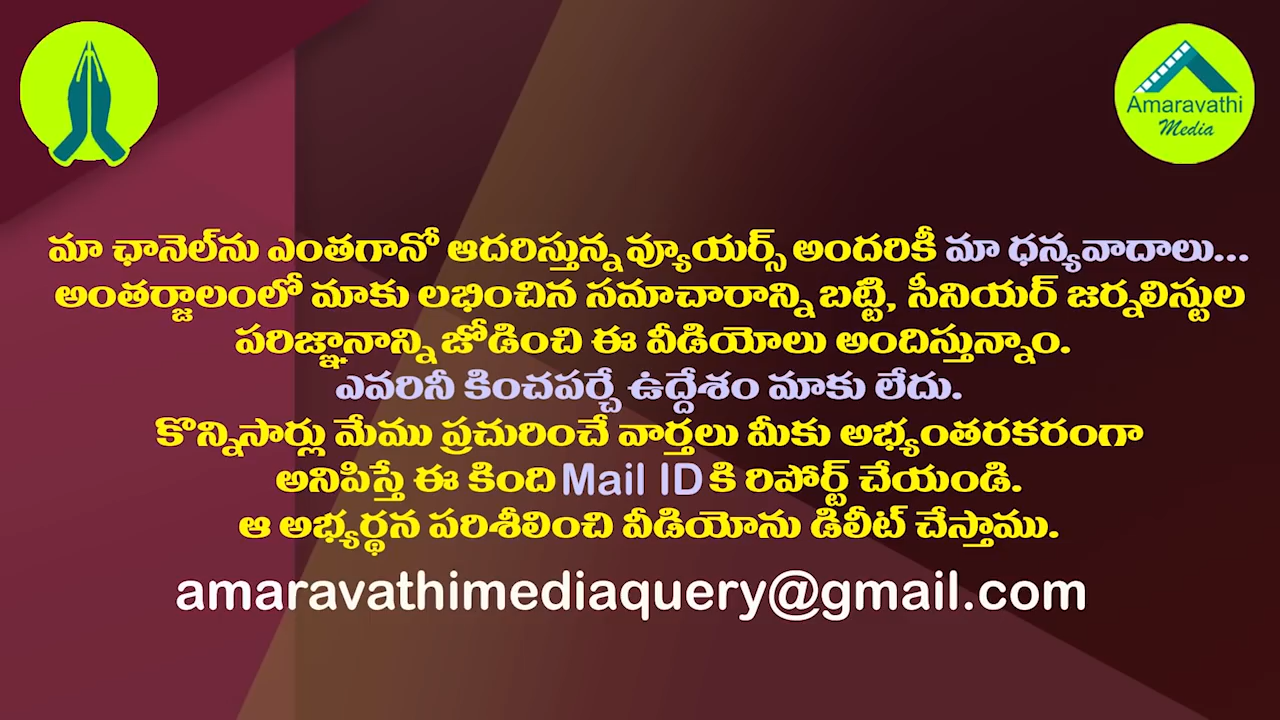 Amaravathi
Media
మా ఛానెల్‌ను ఎంతగానో ఆదరిస్తున్న వ్యూయర్స్ అందరికీ మా ధన్యవాదాలు...
అంతర్జాలంలో మాకు లభించిన సమాచారాన్ని బట్టి, సీనియర్ జర్నలిస్టుల
పరిజ్ఞానాన్ని జోడించి ఈ వీడియోలు అందిస్తున్నాం.
ఎవరినీ కించపర్చే ఉద్దేశం మాకు లేదు.
కొన్నిసార్లు మేము ప్రచురించే వార్తలు మీకు అభ్యంతరకరంగా
అనిపిస్తే ఈ కింది Mail ID కి రిపోర్ట్ చేయండి.
ఆ అభ్యర్థన పరిశీలించి వీడియోను డిలీట్ చేస్తాము.
amaravathimediaquery@gmail.com